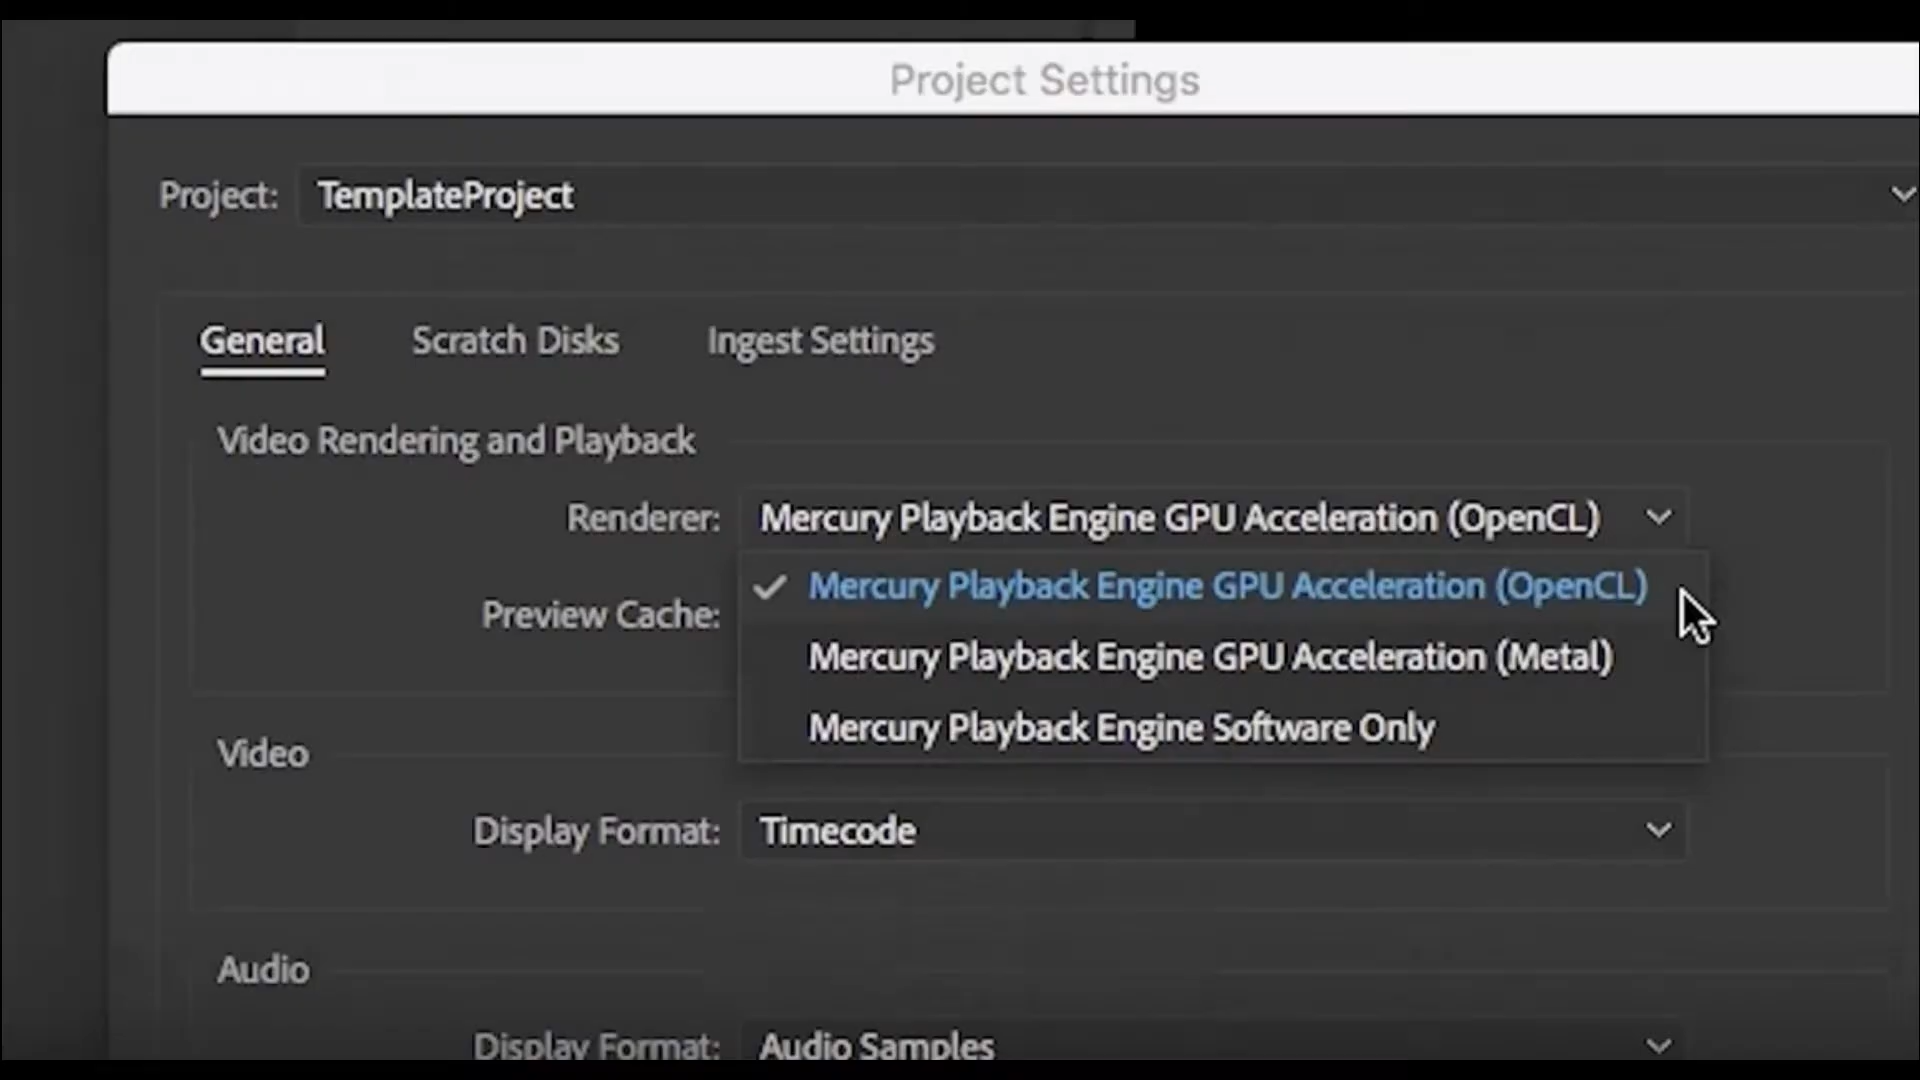 Project Settings
Project: TemplateProject
General Scratch Disks Ingest Settings
Video Rendering and Playback
Renderer: Mercury Playback Engine GPU Acceleration (OpenCL)
Mercury Playback Engine GPU Acceleration (OpenCL)
Preview Cache:
Mercury Playback Engine GPU Acceleration (Metal)
Mercury Playback Engine Software Only
Video
Display Format: Timecode
Audio
Display Format: Audio Samples